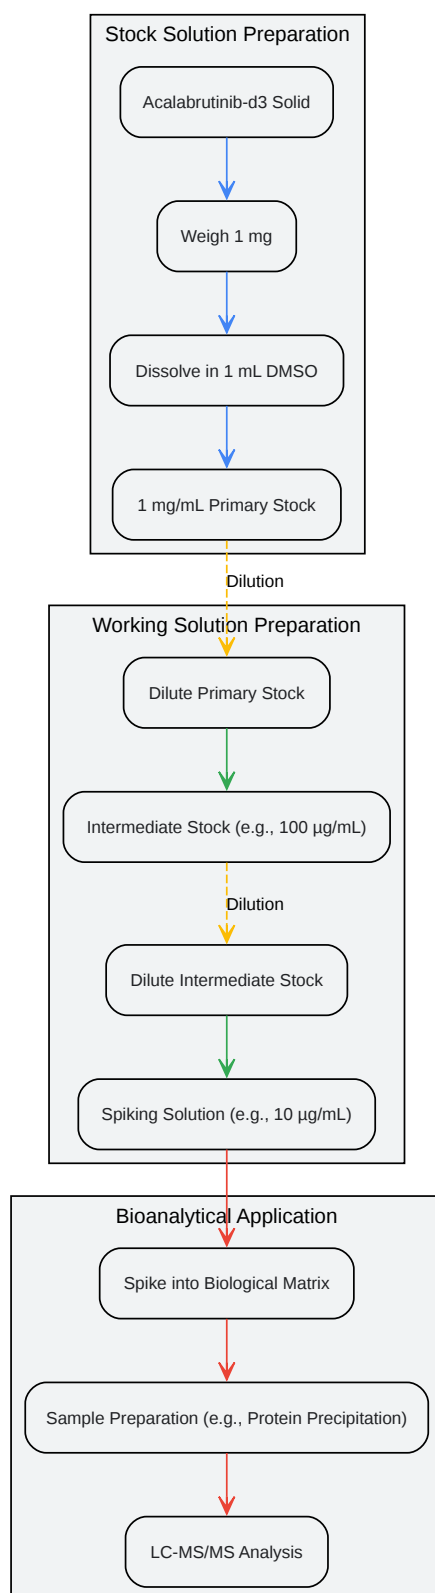 Stock Solution Preparation
Acalabrutinib-d3 Solid
Weigh 1 mg
Dissolve in 1 mL DMSO
1 mg/mL Primary Stock
Dilution
Working Solution Preparation
Dilute Primary Stock
Intermediate Stock (e.g., 100 µg/mL)
Dilution
Dilute Intermediate Stock
Spiking Solution (e.g., 10 µg/mL)
Bioanalytical Application
Spike into Biological Matrix
Sample Preparation (e.g., Protein Precipitation)
LC-MS/MS Analysis